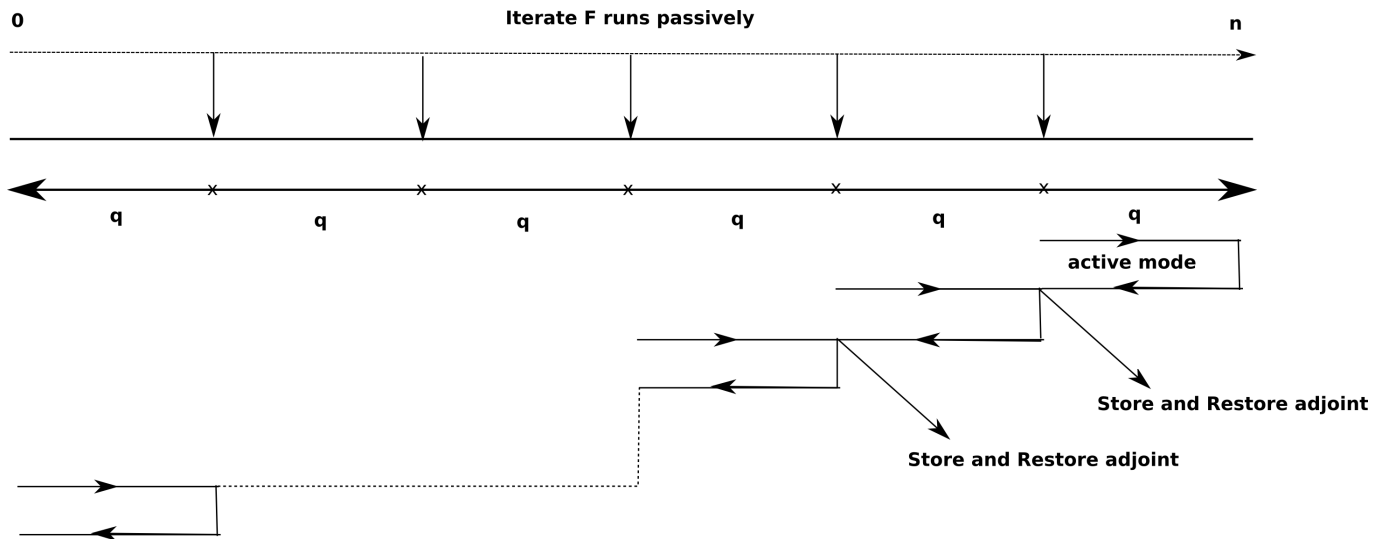 0 Iterate F runs passively n
x x x x x
q q q q q q
active mode
Store and Restore adjoint
Store and Restore adjoint